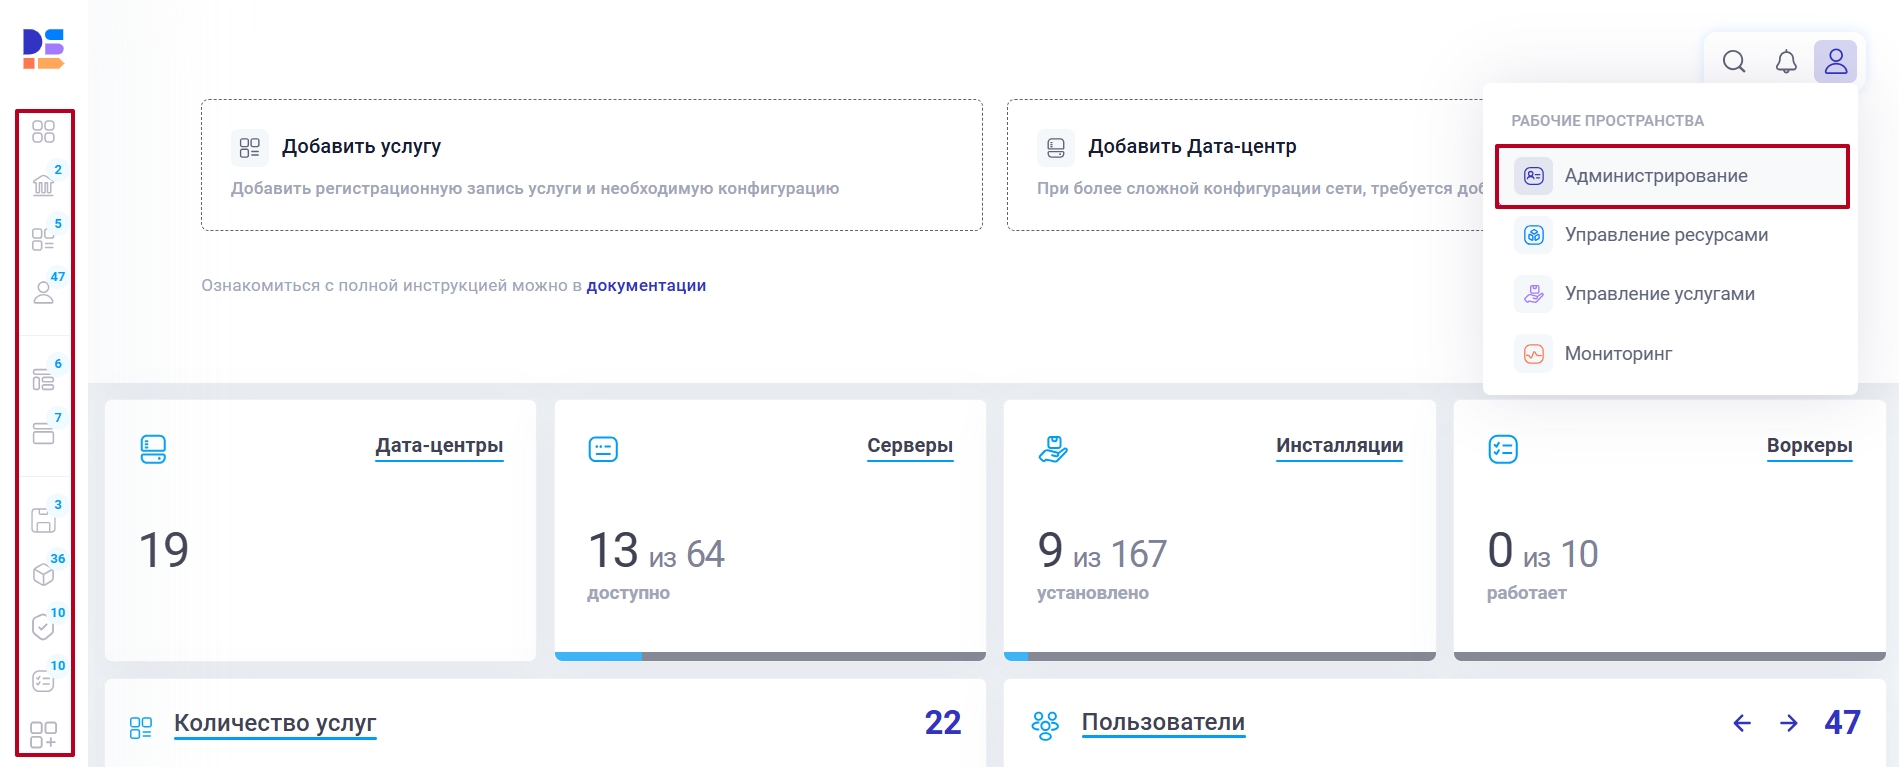 2
5
47
6
7
3
36
10
10
Добавить услугу
Добавить регистрационную запись услуги и необходимую конфигурацию
Добавить Дата-центр
При более сложной конфигурации сети, требуется доб
Ознакомиться с полной инструкцией можно в документации
РАБОЧИЕ ПРОСТРАНСТВА
Администрирование
Управление ресурсами
Управление услугами
Мониторинг
Дата-центры
19
Серверы
13 из 64
доступно
Инсталляции
9 из 167
установлено
Воркеры
0 из 10
работает
Количество услуг
22
Пользователи
47